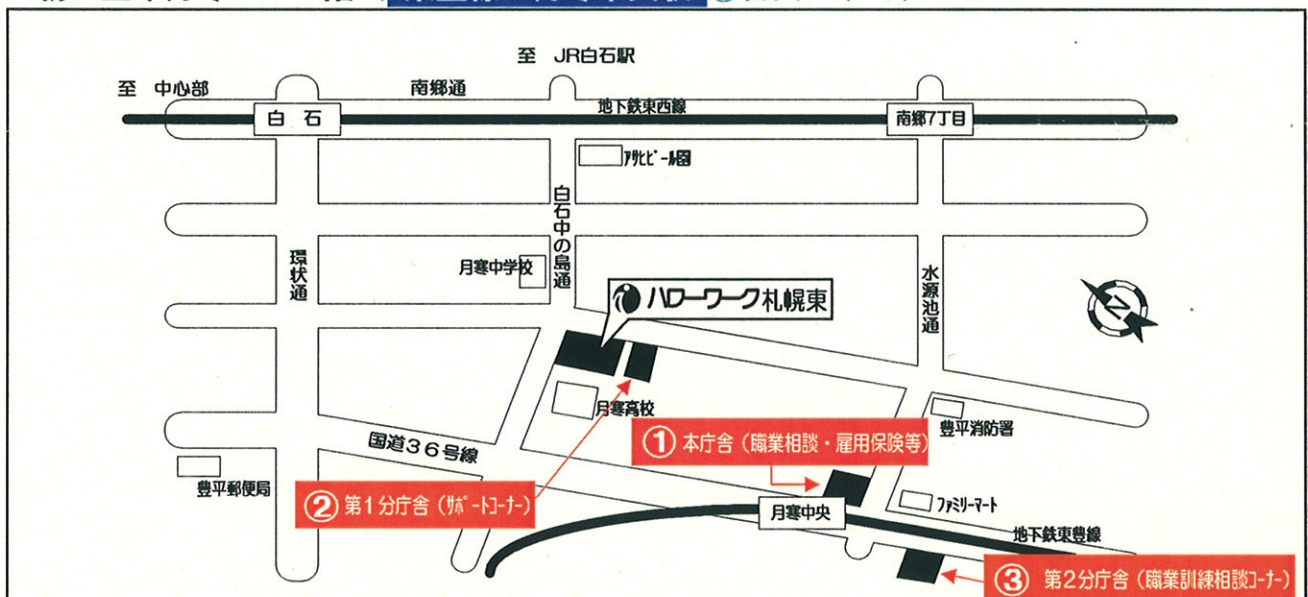 至 JR白石駅
至 中心部
南郷通
地下鉄東西線
白石
南郷7丁目
アサヒビール園
白石中の島通
環状通
月寒中学校
水源池通
ハローワーク札幌東
N
月寒高校
豊平消防署
① 本庁舎（職業相談・雇用保険等）
国道36号線
豊平郵便局
② 第1分庁舎（サポートコーナー）
月寒中央
ファミリーマート
地下鉄東豊線
③ 第2分庁舎（職業訓練相談コーナー）